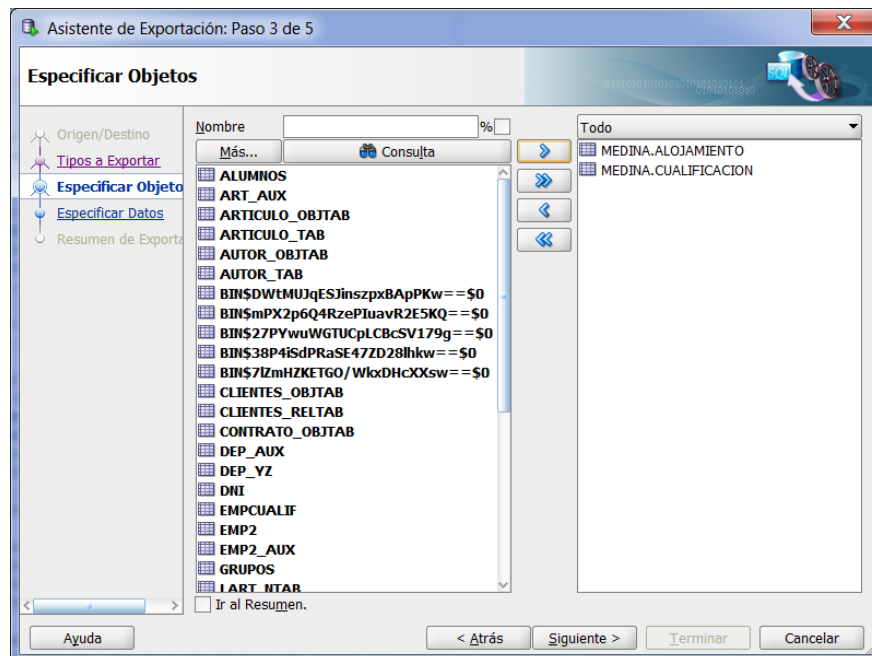 Asistente de Exportación: Paso 3 de 5
Especificar Objetos
Origen/Destino
Tipos a Exportar
Especificar Objeto
Especificar Datos
Resumen de Exporta
Nombre
%
Más...
Consulta
ALUMNOS
ART_AUX
ARTICULO_OBJTAB
ARTICULO_TAB
AUTOR_OBJTAB
AUTOR_TAB
BIN$DWtMUJqESJinszpxBApPKw==$0
BIN$mPX2p6Q4RzePIuavR2E5KQ==$0
BIN$27PYwuWGTUCpLCBcSV179g==$0
BIN$38P4iSdPRaSE47ZD28lhkw==$0
BIN$7lZmHZKETGO/WkxDHcXXsw==$0
CLIENTES_OBJTAB
CLIENTES_RELTAB
CONTRATO_OBJTAB
DEP_AUX
DEP_YZ
DNI
EMPCUALIF
EMP2
EMP2_AUX
GRUPOS
LART_NTAB
Ir al Resumen.
Todo
MEDINA.ALOJAMIENTO
MEDINA.CUALIFICACION
Ayuda
< Atrás
Siguiente >
Terminar
Cancelar